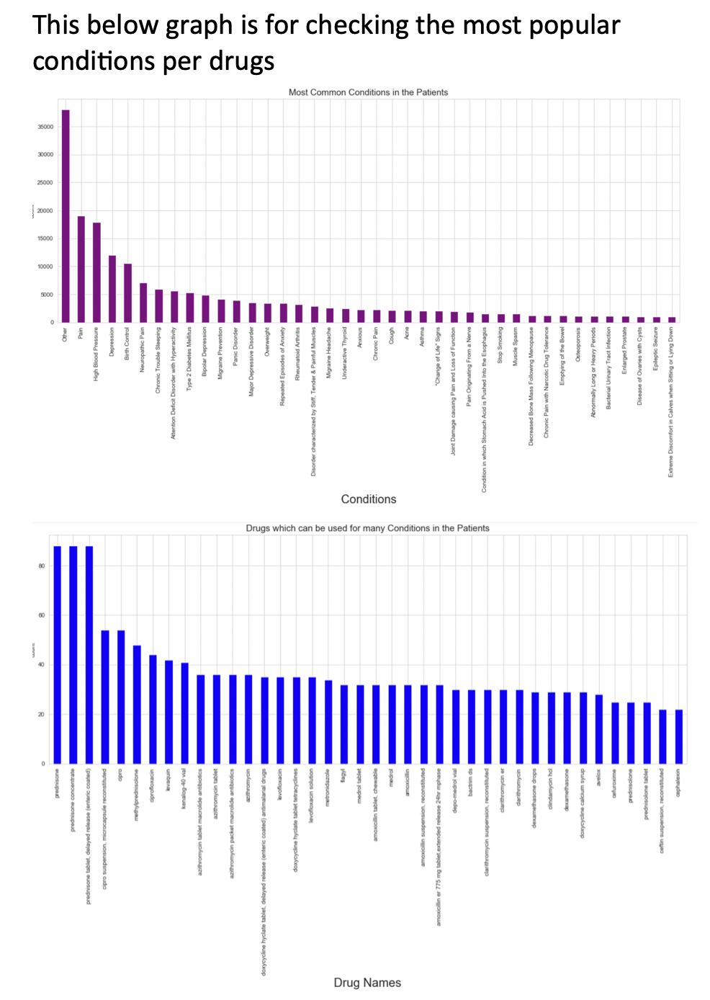 This below graph is for checking the most popular
conditions per drugs
Most Common Conditions in the Patients
35000
30000
25000
20000
15000
10000
5000
0
Other
Pain
High Blood Pressure
Depression
Birth Control
Neuropathic Pain
Chronic Trouble Sleeping
Attention Deficit Disorder with Hyperactivity
Type 2 Diabetes Mellitus
Bipolar Depression
Migraine Prevention
Panic Disorder
Major Depressive Disorder
Overweight
Repeated Episodes of Anxiety
Rheumatoid Arthritis
Disorder characterized by Stiff, Tender & Painful Muscles
Migraine Headache
Underactive Thyroid
Anxious
Chronic Pain
Cough
Acne
Asthma
"Change of Life" Signs
Joint Damage causing Pain and Loss of Function
Pain Originating From a Nerve
Condition in which Stomach Acid is Pushed Into the Esophagus
Stop Smoking
Muscle Spasm
Decreased Bone Mass Following Menopause
Chronic Pain with Narcotic Drug Tolerance
Emptying of the Bowel
Osteoporosis
Abnormally Long or Heavy Periods
Bacterial Urinary Tract Infection
Enlarged Prostate
Disease of Ovaries with Cysts
Epileptic Seizure
Extreme Discomfort in Calves when Sitting or Lying Down
Conditions
Drugs which can be used for many Conditions in the Patients
80
60
40
20
0
prednisone
prednisone concentrate
prednisone tablet, delayed release (enteric coated)
cipro suspension, microcapsule reconstituted
cipro
methylprednisolone
ciprofloxacin
levaquin
kenalog-40 vial
azithromycin tablet macrolide antibiotics
azithromycin tablet
azithromycin packet macrolide antibiotics
azithromycin
doxycycline hyclate tablet, delayed release (enteric coated) antimalarial drugs
levofloxacin
doxycycline hyclate tablet tetracyclines
levofloxacin solution
metronidazole
flagyl
medrol tablet
amoxicillin tablet, chewable
medrol
amoxicillin
amoxicillin suspension, reconstituted
amoxicillin er 775 mg tablet,extended release 24hr mphase
depo-medrol vial
bactrim ds
clarithromycin suspension, reconstituted
clarithromycin er
clarithromycin
dexamethasone drops
clindamycin hcl
dexamethasone
doxycycline calcium syrup
avelox
cefuroxime
prednisolone
prednisolone tablet
ceftin suspension, reconstituted
cephalexin
Drug Names